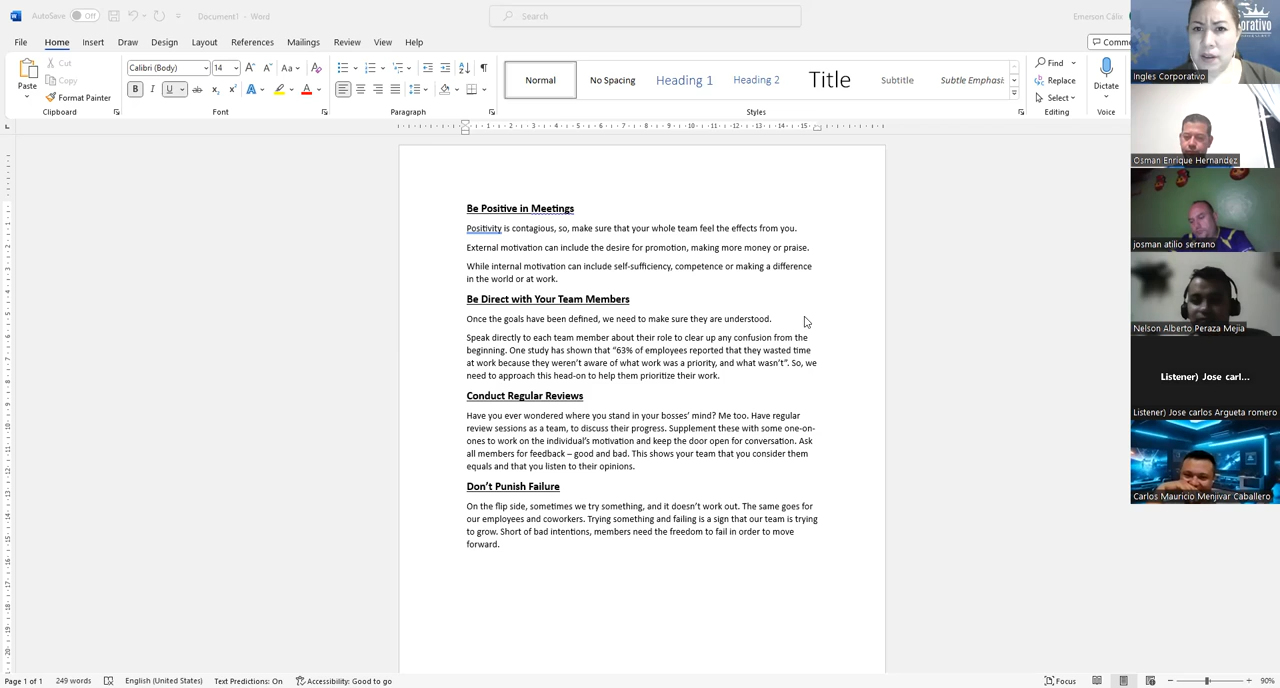 AutoSave
Off
Document1 - Word
Search
Emerson Cálix
File
Home
Insert
Draw
Design
Layout
References
Mailings
Review
View
Help
Comme
Paste
Cut
Copy
Format Painter
Clipboard
Calibri (Body)
14
Font
Paragraph
Normal
No Spacing
Heading 1
Heading 2
Title
Subtitle
Subtle Emphasis
Styles
Find
Replace
Select
Editing
Dictate
Voice
Be Positive in Meetings
Positivity is contagious, so, make sure that your whole team feel the effects from you.
External motivation can include the desire for promotion, making more money or praise.
While internal motivation can include self-sufficiency, competence or making a difference
in the world or at work.
Be Direct with Your Team Members
Once the goals have been defined, we need to make sure they are understood.
Speak directly to each team member about their role to clear up any confusion from the
beginning. One study has shown that “63% of employees reported that they wasted time
at work because they weren’t aware of what work was a priority, and what wasn’t”. So, we
need to approach this head-on to help them prioritize their work.
Conduct Regular Reviews
Have you ever wondered where you stand in your bosses’ mind? Me too. Have regular
review sessions as a team, to discuss their progress. Supplement these with some one-on-
ones to work on the individual’s motivation and keep the door open for conversation. Ask
all members for feedback – good and bad. This shows your team that you consider them
equals and that you listen to their opinions.
Don’t Punish Failure
On the flip side, sometimes we try something, and it doesn’t work out. The same goes for
our employees and coworkers. Trying something and failing is a sign that our team is trying
to grow. Short of bad intentions, members need the freedom to fail in order to move
forward.
orativo
Ingles Corporativo
Osman Enrique Hernandez
josman atilio serrano
Nelson Alberto Peraza Mejia
Listener) Jose carl...
Listener) Jose carlos Argueta romero
Carlos Mauricio Menjivar Caballero
Page 1 of 1
249 words
English (United States)
Text Predictions: On
Accessibility: Good to go
Focus
90%